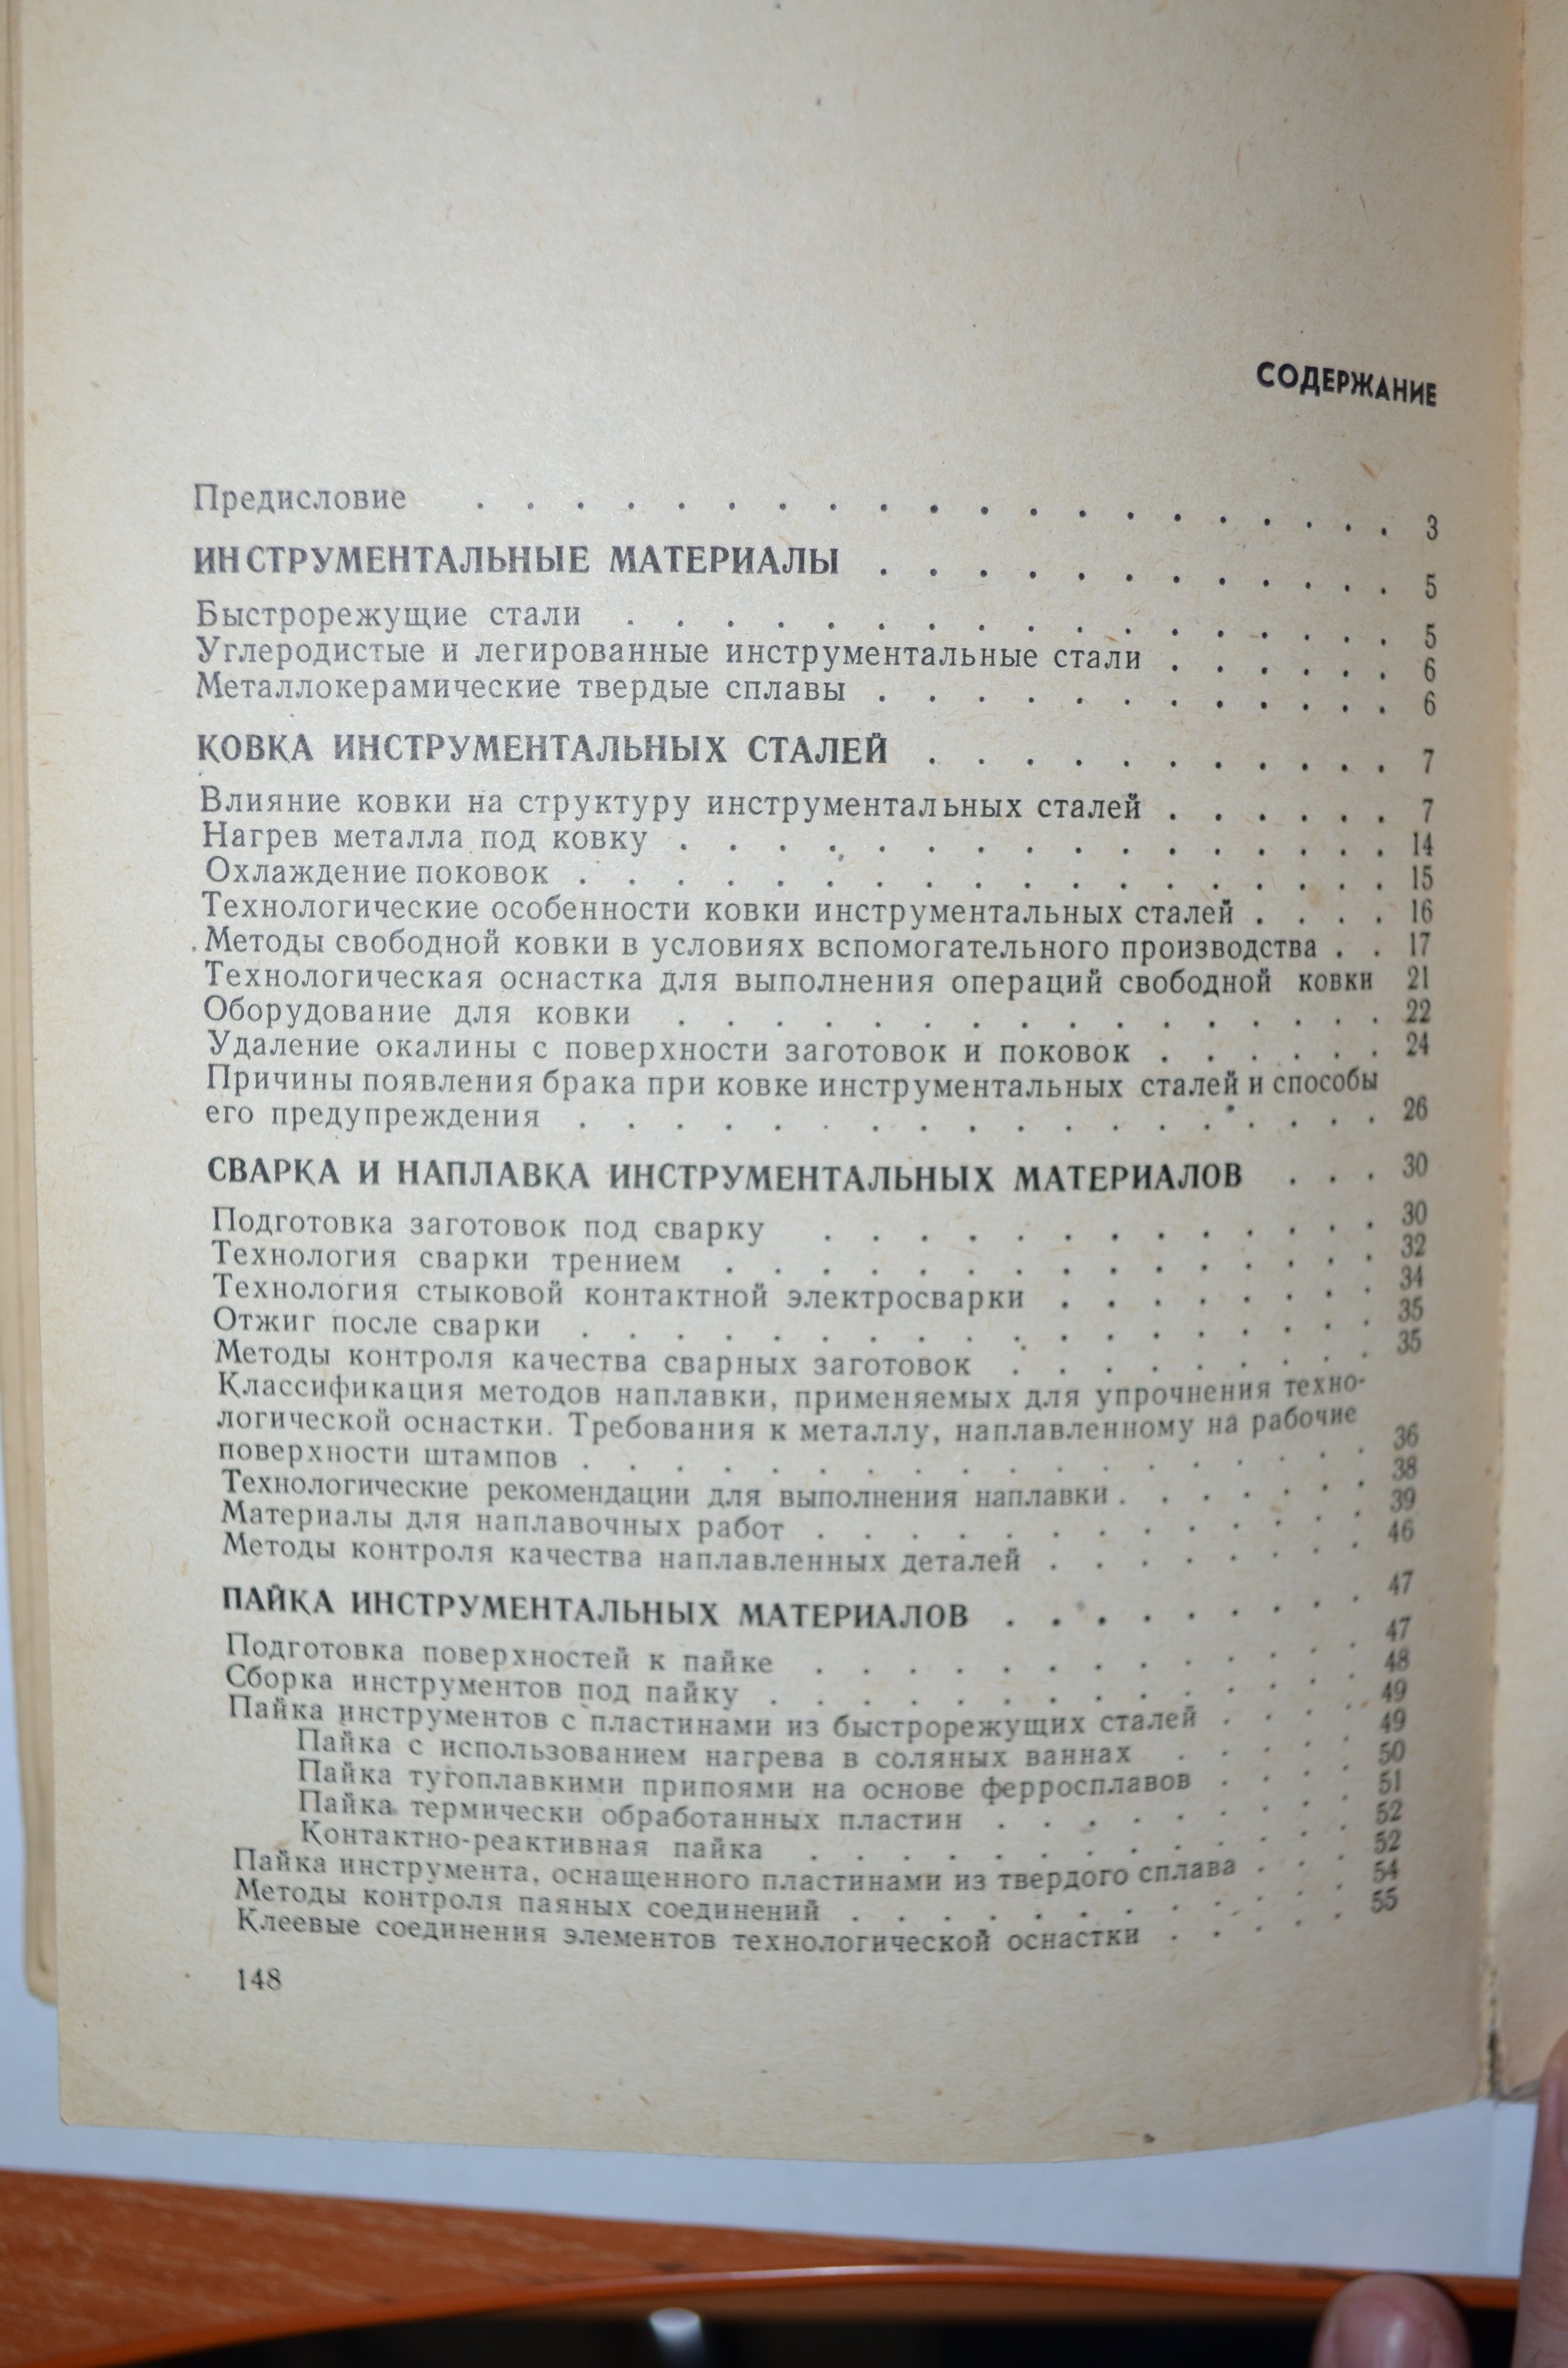 СОДЕРЖАНИЕ
Предисловие . . . . . . . . . . . . . . . . . . . 3
ИНСТРУМЕНТАЛЬНЫЕ МАТЕРИАЛЫ . . . . . . . . . . . 5
Быстрорежущие стали . . . . . . . . . . . . . . . . 5
Углеродистые и легированные инструментальные стали . . . . . . 6
Металлокерамические твердые сплавы . . . . . . . . . . . 6
КОВКА ИНСТРУМЕНТАЛЬНЫХ СТАЛЕЙ . . . . . . . . . . 7
Влияние ковки на структуру инструментальных сталей . . . . . . 7
Нагрев металла под ковку . . . . . . . . . . . . . . . 14
Охлаждение поковок . . . . . . . . . . . . . . . . . 15
Технологические особенности ковки инструментальных сталей . . . . 16
Методы свободной ковки в условиях вспомогательного производства . . 17
Технологическая оснастка для выполнения операций свободной ковки 21
Оборудование для ковки . . . . . . . . . . . . . . . 22
Удаление окалины с поверхности заготовок и поковок . . . . . . 24
Причины появления брака при ковке инструментальных сталей и способы
его предупреждения . . . . . . . . . . . . . . . . . 26
СВАРКА И НАПЛАВКА ИНСТРУМЕНТАЛЬНЫХ МАТЕРИАЛОВ . . . 30
Подготовка заготовок под сварку . . . . . . . . . . . . 30
Технология сварки трением . . . . . . . . . . . . . . 32
Технология стыковой контактной электросварки . . . . . . . 34
Отжиг после сварки . . . . . . . . . . . . . . . . . 35
Методы контроля качества сварных заготовок . . . . . . . . 35
Классификация методов наплавки, применяемых для упрочнения техно-
логической оснастки. Требования к металлу, наплавленному на рабочие
поверхности штампов . . . . . . . . . . . . . . . . . 36
Технологические рекомендации для выполнения наплавки . . . . . . 38
Материалы для наплавочных работ . . . . . . . . . . . . 39
Методы контроля качества наплавленных деталей . . . . . . . 46
ПАЙКА ИНСТРУМЕНТАЛЬНЫХ МАТЕРИАЛОВ . . . . . . . . 47
Подготовка поверхностей к пайке . . . . . . . . . . . . 47
Сборка инструментов под пайку . . . . . . . . . . . . . 48
Пайка инструментов с пластинами из быстрорежущих сталей . . . . 49
Пайка с использованием нагрева в соляных ваннах . . . . . 49
Пайка тугоплавкими припоями на основе ферросплавов . . . . 50
Пайка термически обработанных пластин . . . . . . . . 51
Контактно-реактивная пайка . . . . . . . . . . . . 52
Пайка инструмента, оснащенного пластинами из твердого сплава . . . 52
Методы контроля паяных соединений . . . . . . . . . . . 54
Клеевые соединения элементов технологической оснастки . . . . . 55
148